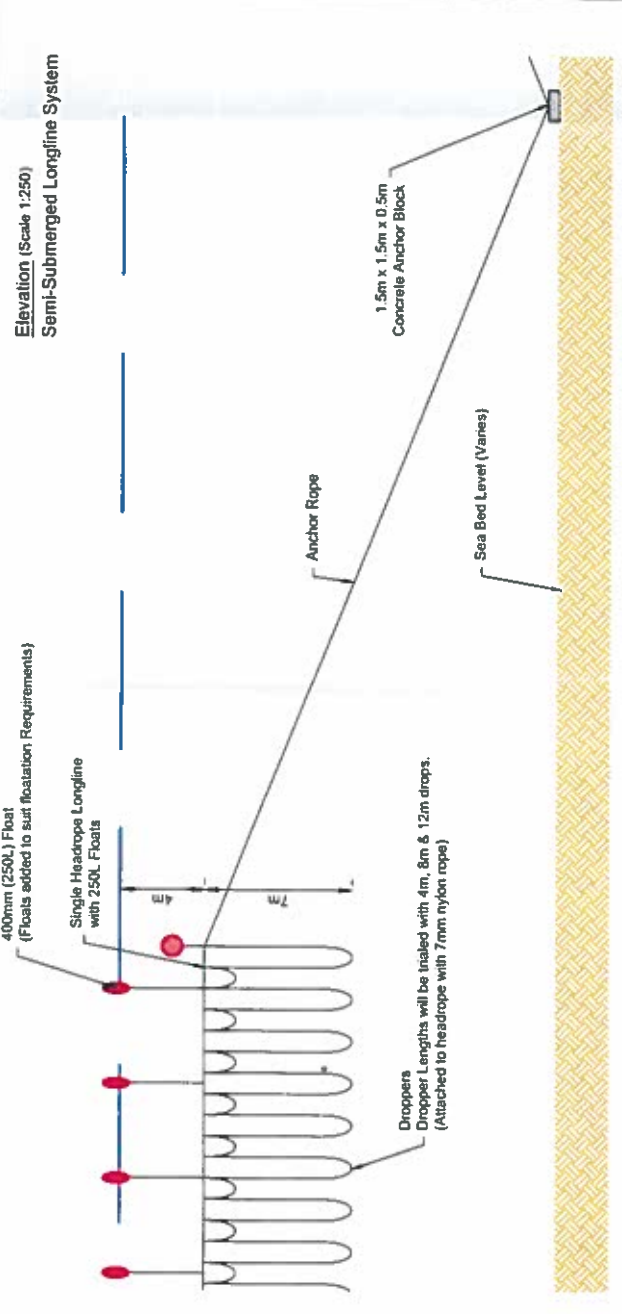 Elevation (Scale 1:250)
Semi-Submerged Longline System
400mm (250L) Float
(Floats added to suit floatation Requirements)
Single Headrope Longline
with 250L Floats
4m
7m
Anchor Rope
1.5m x 1.5m x 0.5m
Concrete Anchor Block
Droppers
Dropper Lengths will be trialed with 4m, 8m & 12m drops.
(Attached to headrope with 7mm nylon rope)
Sea Bed Level (Varies)